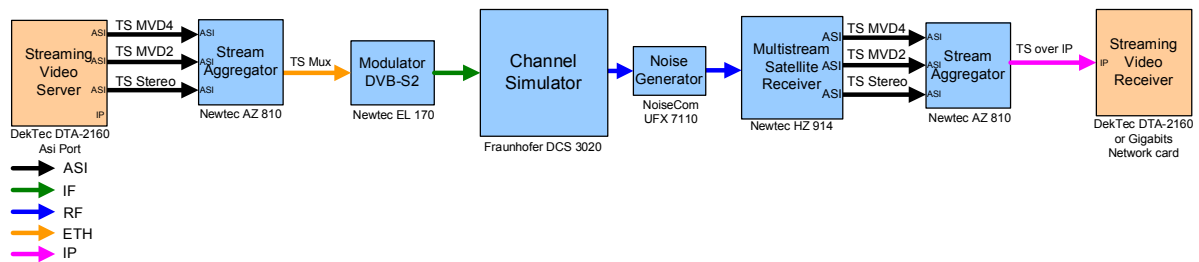 Streaming
Video
Server
ASI
ASI
ASI
IP
DekTec DTA-2160
Asi Port
TS MVD4
TS MVD2
TS Stereo
ASI
ASI
ASI
Stream
Aggregator
Newtec AZ 810
TS Mux
Modulator
DVB-S2
Newtec EL 170
Channel
Simulator
Fraunhofer DCS 3020
Noise
Generator
NoiseCom
UFX 7110
Multistream
Satellite
Receiver
ASI
ASI
ASI
Newtec HZ 914
TS MVD4
TS MVD2
TS Stereo
ASI
ASI
ASI
Stream
Aggregator
Newtec AZ 810
TS over IP
IP
Streaming
Video
Receiver
DekTec DTA-2160
or Gigabits
Network card
ASI
IF
RF
ETH
IP